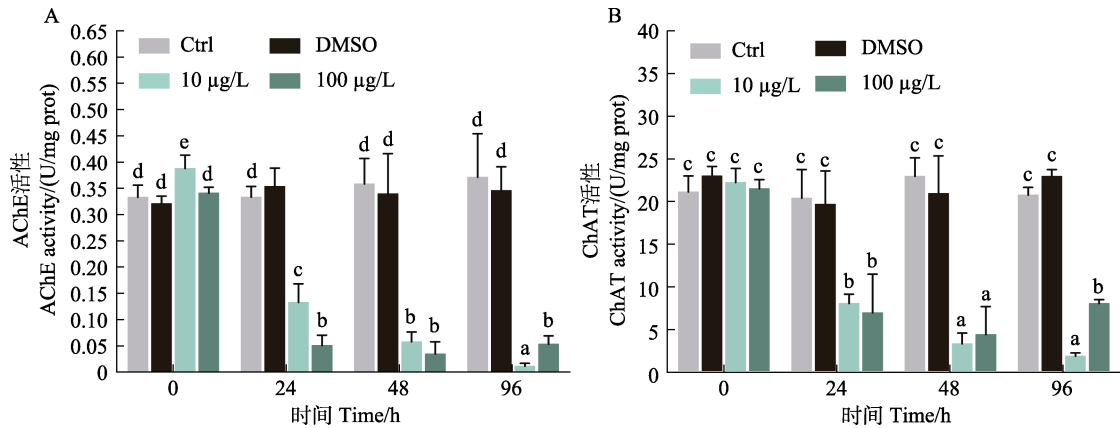 A
AChE活性
AChE activity/(U/mg prot)
0.65
0.60
0.55
0.50
0.45
0.40
0.35
0.30
0.25
0.20
0.15
0.10
0.05
0
Ctrl
DMSO
10 μg/L
100 μg/L
d d e d
d d c b
d d b b
d d a b
0 24 48 96
时间 Time/h
B
ChAT活性
ChAT activity/(U/mg prot)
40
35
30
25
20
15
10
5
0
Ctrl
DMSO
10 μg/L
100 μg/L
c c c c
c c b b
c c a a
c c a b
0 24 48 96
时间 Time/h